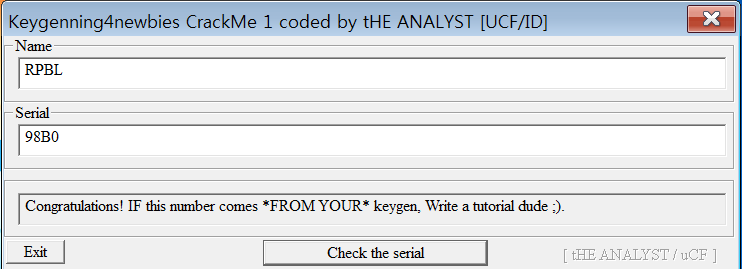 Keygenning4newbies CrackMe 1 coded by tHE ANALYST [UCF/ID]
Name
RPBL
Serial
98B0
Congratulations! IF this number comes *FROM YOUR* keygen, Write a tutorial dude ;).
Exit
Check the serial
[ tHE ANALYST / uCF ]